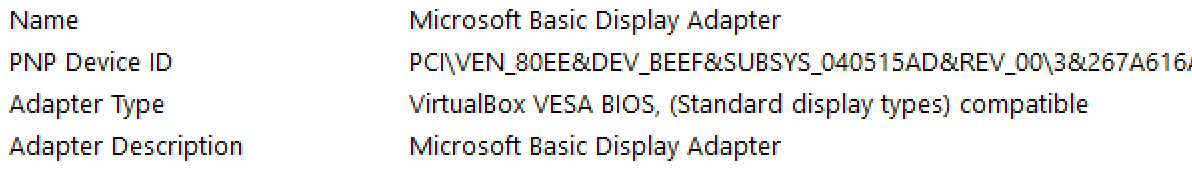 Name Microsoft Basic Display Adapter
PNP Device ID PCI\VEN_80EE&DEV_BEEF&SUBSYS_040515AD&REV_00\3&267A616A
Adapter Type VirtualBox VESA BIOS, (Standard display types) compatible
Adapter Description Microsoft Basic Display Adapter